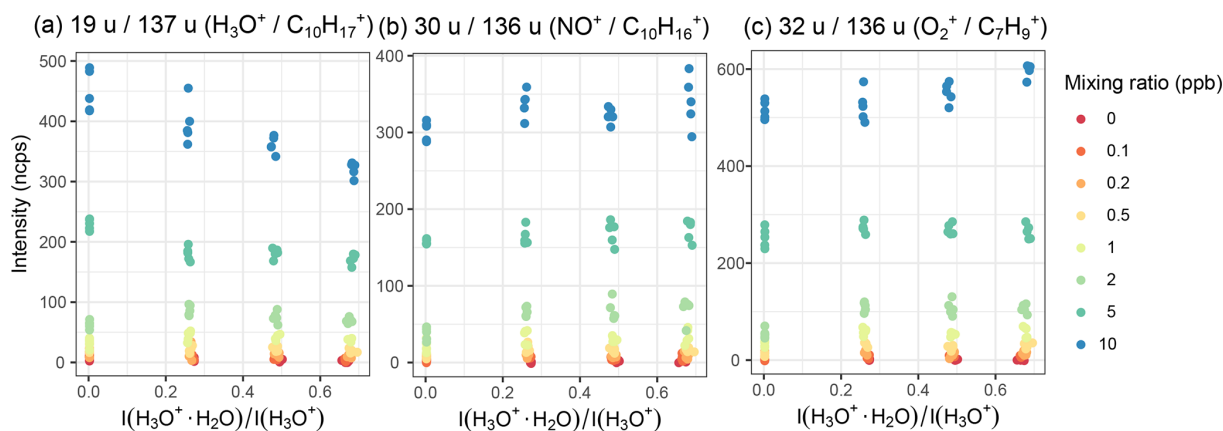 (a) 19 u / 137 u (H₃O⁺ / C₁₀H₁₇⁺)
(b) 30 u / 136 u (NO⁺ / C₁₀H₁₆⁺)
(c) 32 u / 136 u (O₂⁺ / C₇H₉⁺)
Intensity (ncps)
500
400
300
200
100
0
0.0 0.2 0.4 0.6
I(H₃O⁺·H₂O)/I(H₃O⁺)
400
300
200
100
0
0.0 0.2 0.4 0.6
I(H₃O⁺·H₂O)/I(H₃O⁺)
600
400
200
0
0.0 0.2 0.4 0.6
I(H₃O⁺·H₂O)/I(H₃O⁺)
Mixing ratio (ppb)
0
0.1
0.2
0.5
1
2
5
10